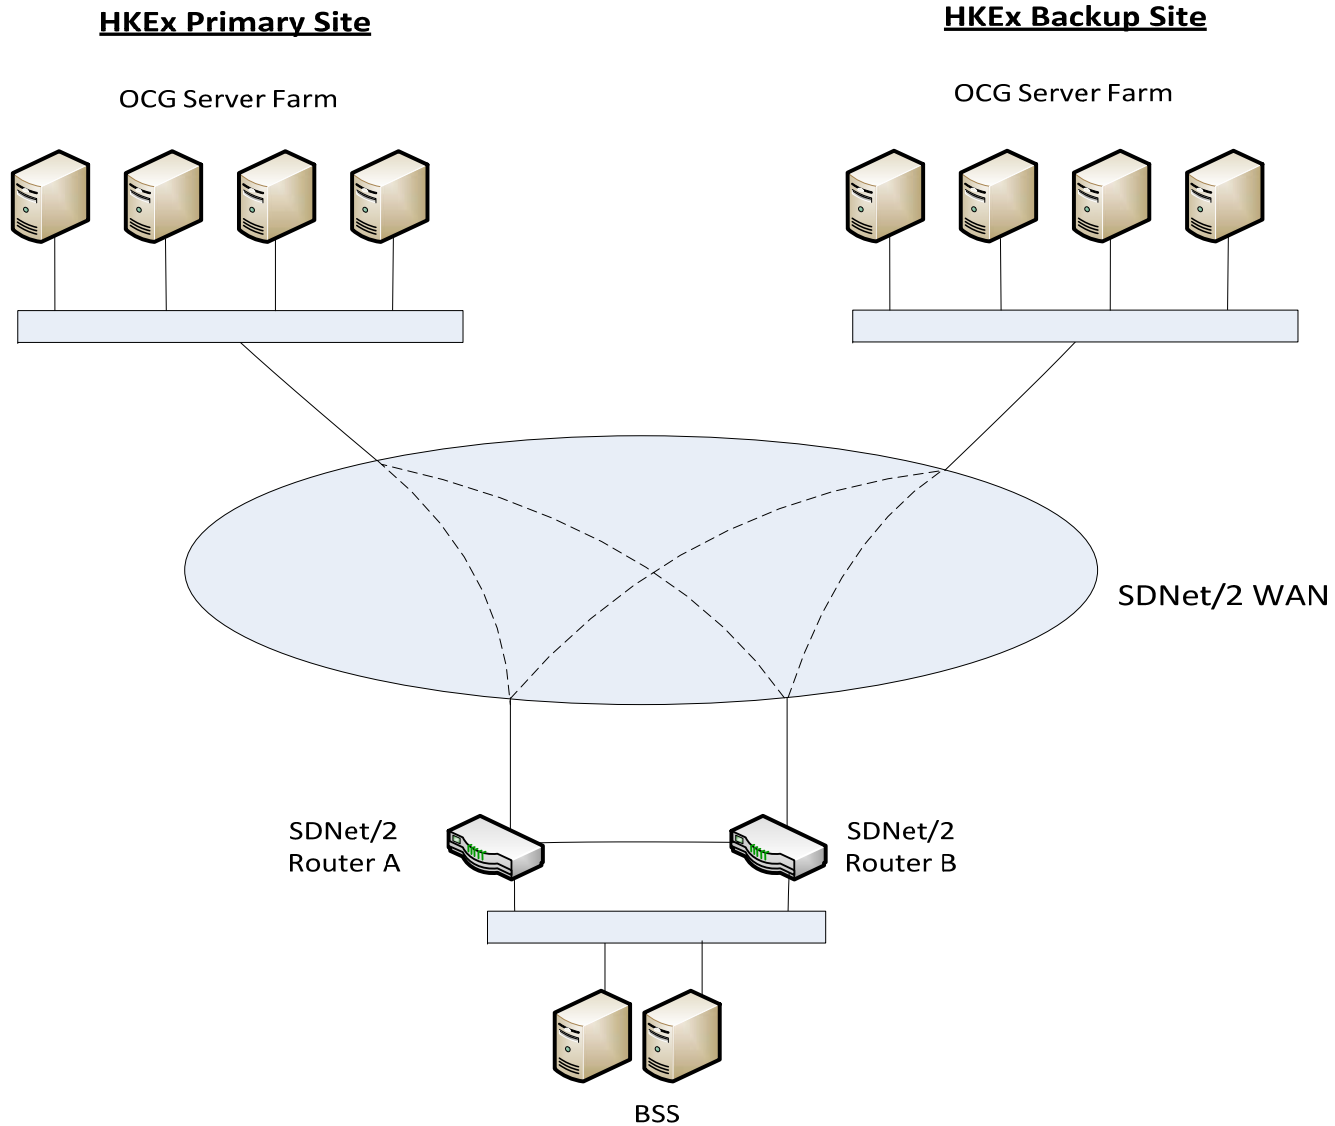 HKEx Primary Site
HKEx Backup Site
OCG Server Farm
OCG Server Farm
SDNet/2 WAN
SDNet/2
Router A
SDNet/2
Router B
BSS